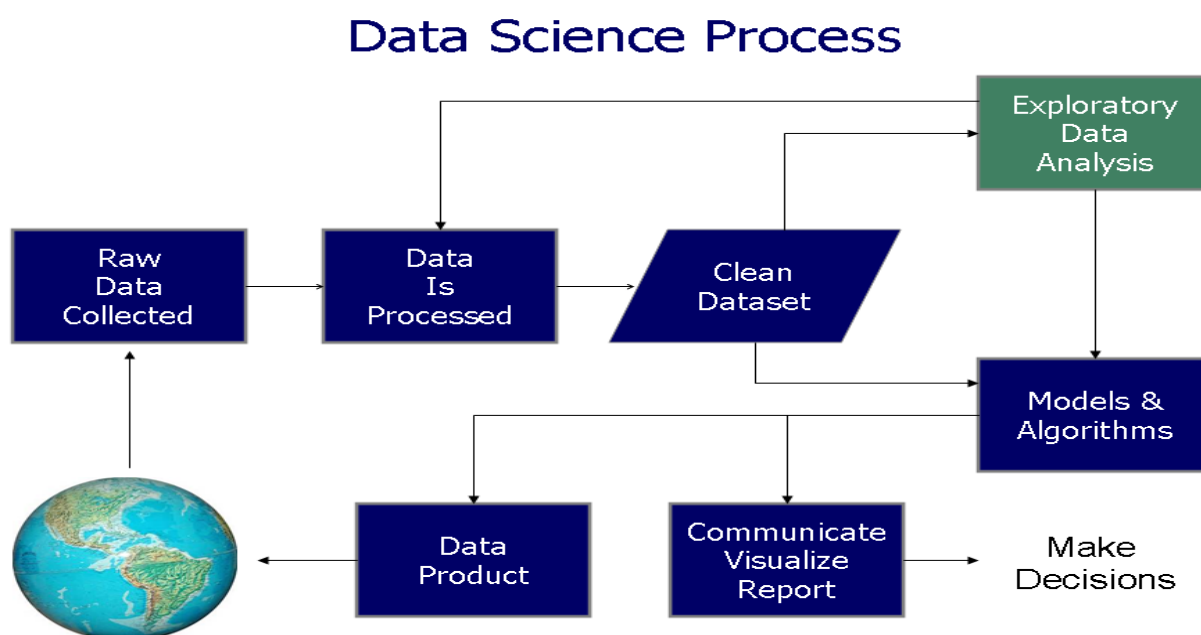 Data Science Process
Exploratory
Data
Analysis
Raw
Data
Collected
Data
Is
Processed
Clean
Dataset
Models &
Algorithms
Data
Product
Communicate
Visualize
Report
Make
Decisions